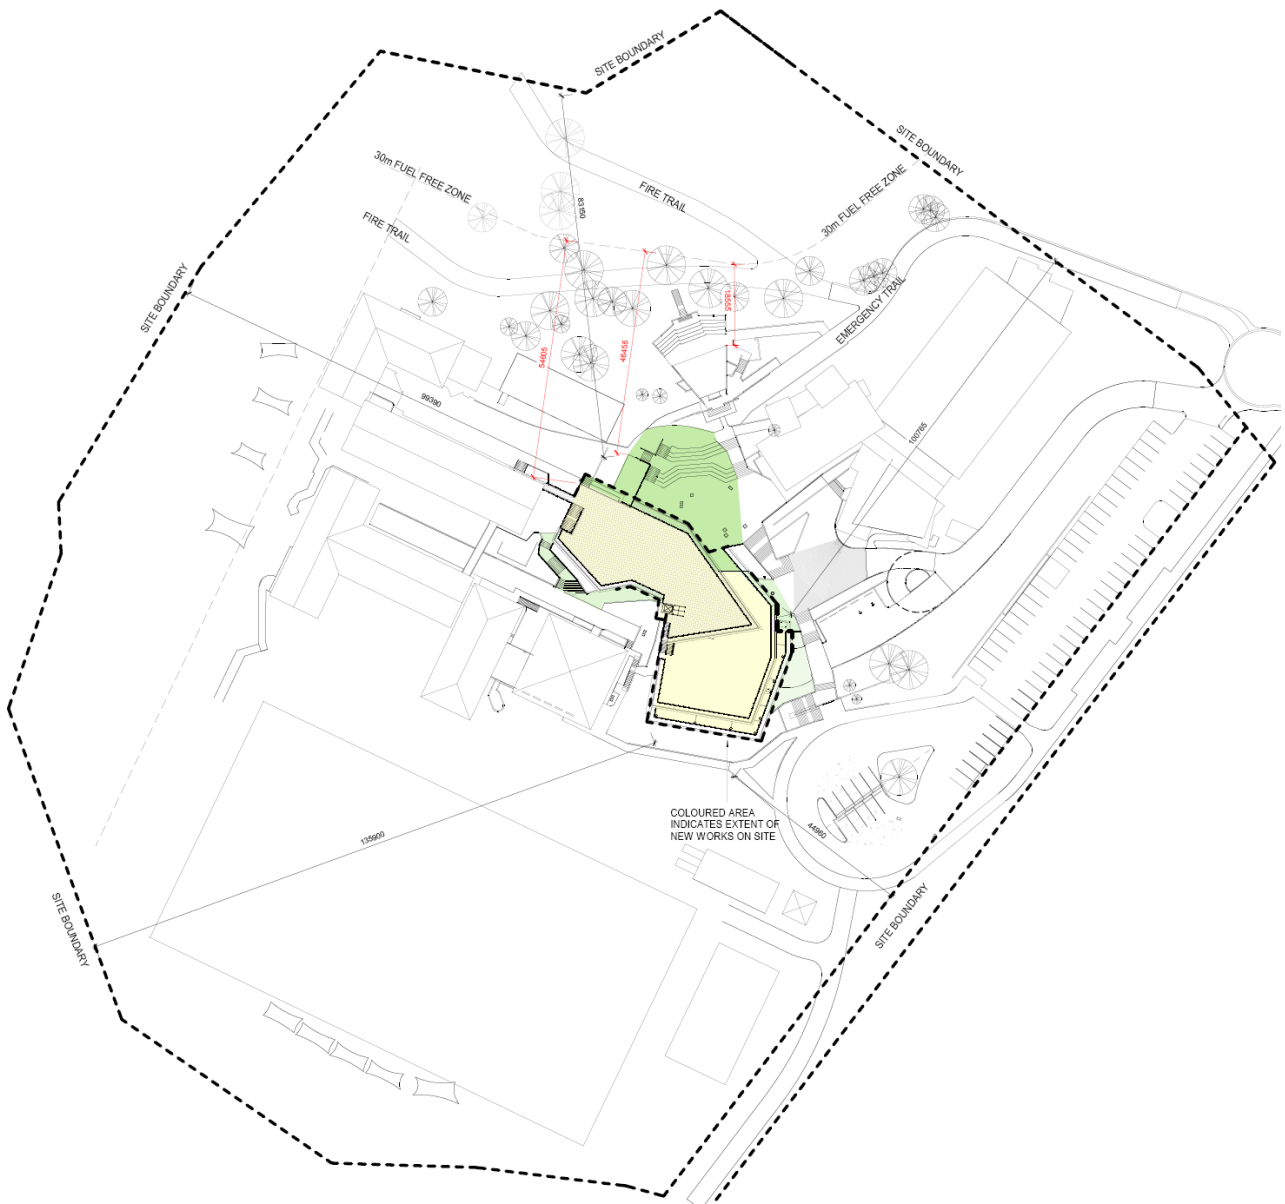 SITE BOUNDARY
SITE BOUNDARY
30m FUEL FREE ZONE
FIRE TRAIL
83150
30m FUEL FREE ZONE
FIRE TRAIL
SITE BOUNDARY
EMERGENCY TRAIL
18565
54605
46455
99390
100765
COLOURED AREA
INDICATES EXTENT OF
NEW WORKS ON SITE
135900
44960
SITE BOUNDARY
SITE BOUNDARY